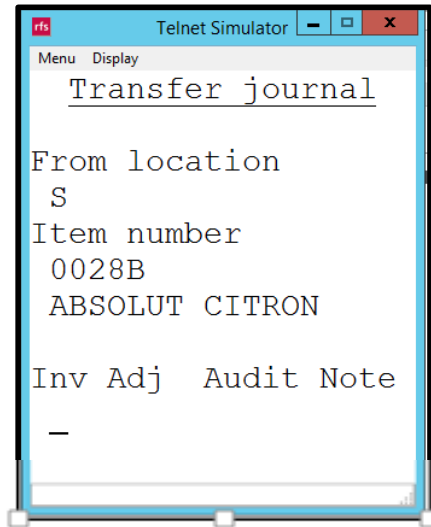 rfs Telnet Simulator
Menu Display
Transfer journal
From location
S
Item number
0028B
ABSOLUT CITRON
Inv Adj Audit Note